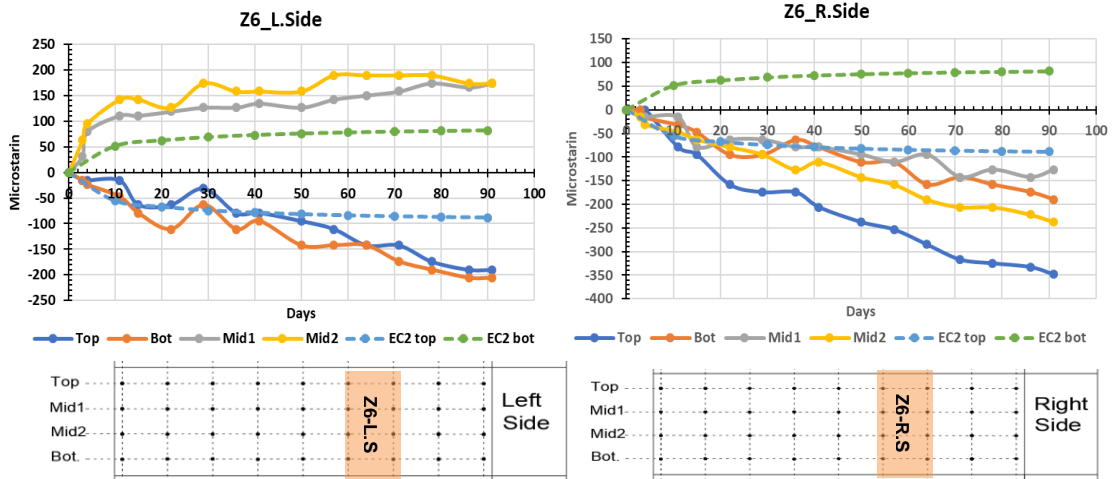 Z6_L.Side
250
200
150
100
50
0
-50
-100
-150
-200
-250
0 10 20 30 40 50 60 70 80 90 100
Microstarin
Days
Top Bot Mid1 Mid2 EC2 top EC2 bot
Top
Mid1
Mid2
Bot.
Z6-L.S
Left
Side
Z6_R.Side
150
100
50
0
-50
-100
-150
-200
-250
-300
-350
-400
0 10 20 30 40 50 60 70 80 90 100
Microstarin
Days
Top Bot Mid1 Mid2 EC2 top EC2 bot
Top
Mid1
Mid2
Bot.
Z6-R.S
Right
Side